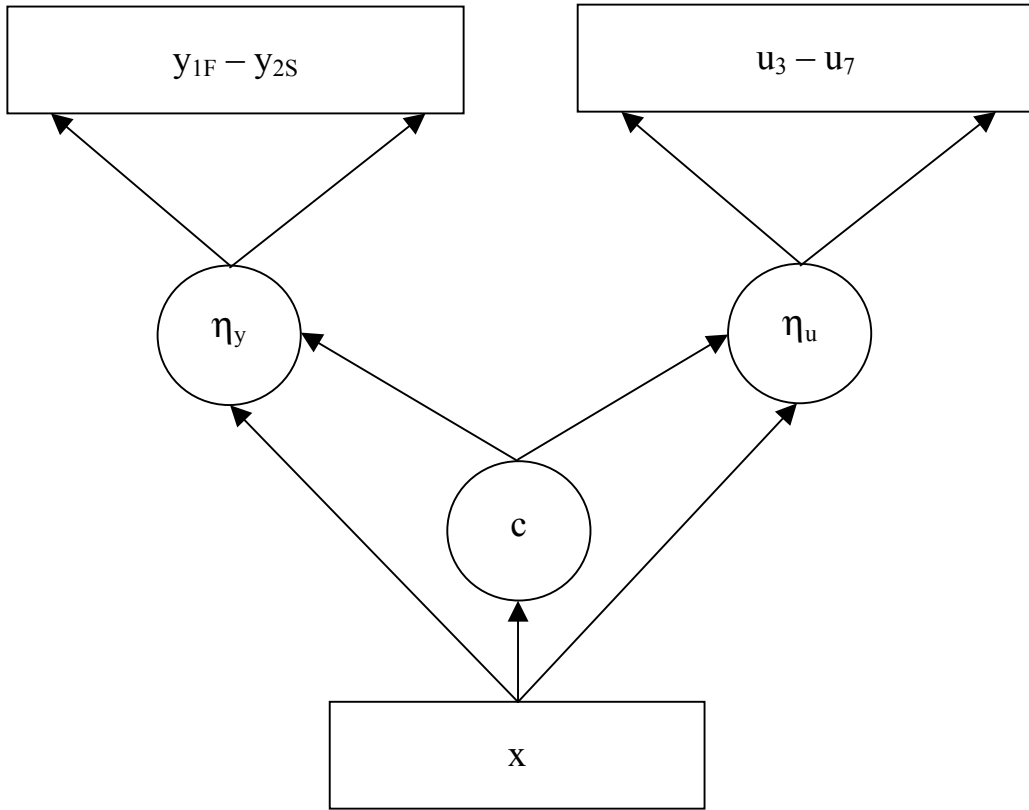 y1F – y2S
u3 – u7
ηy
ηu
c
x